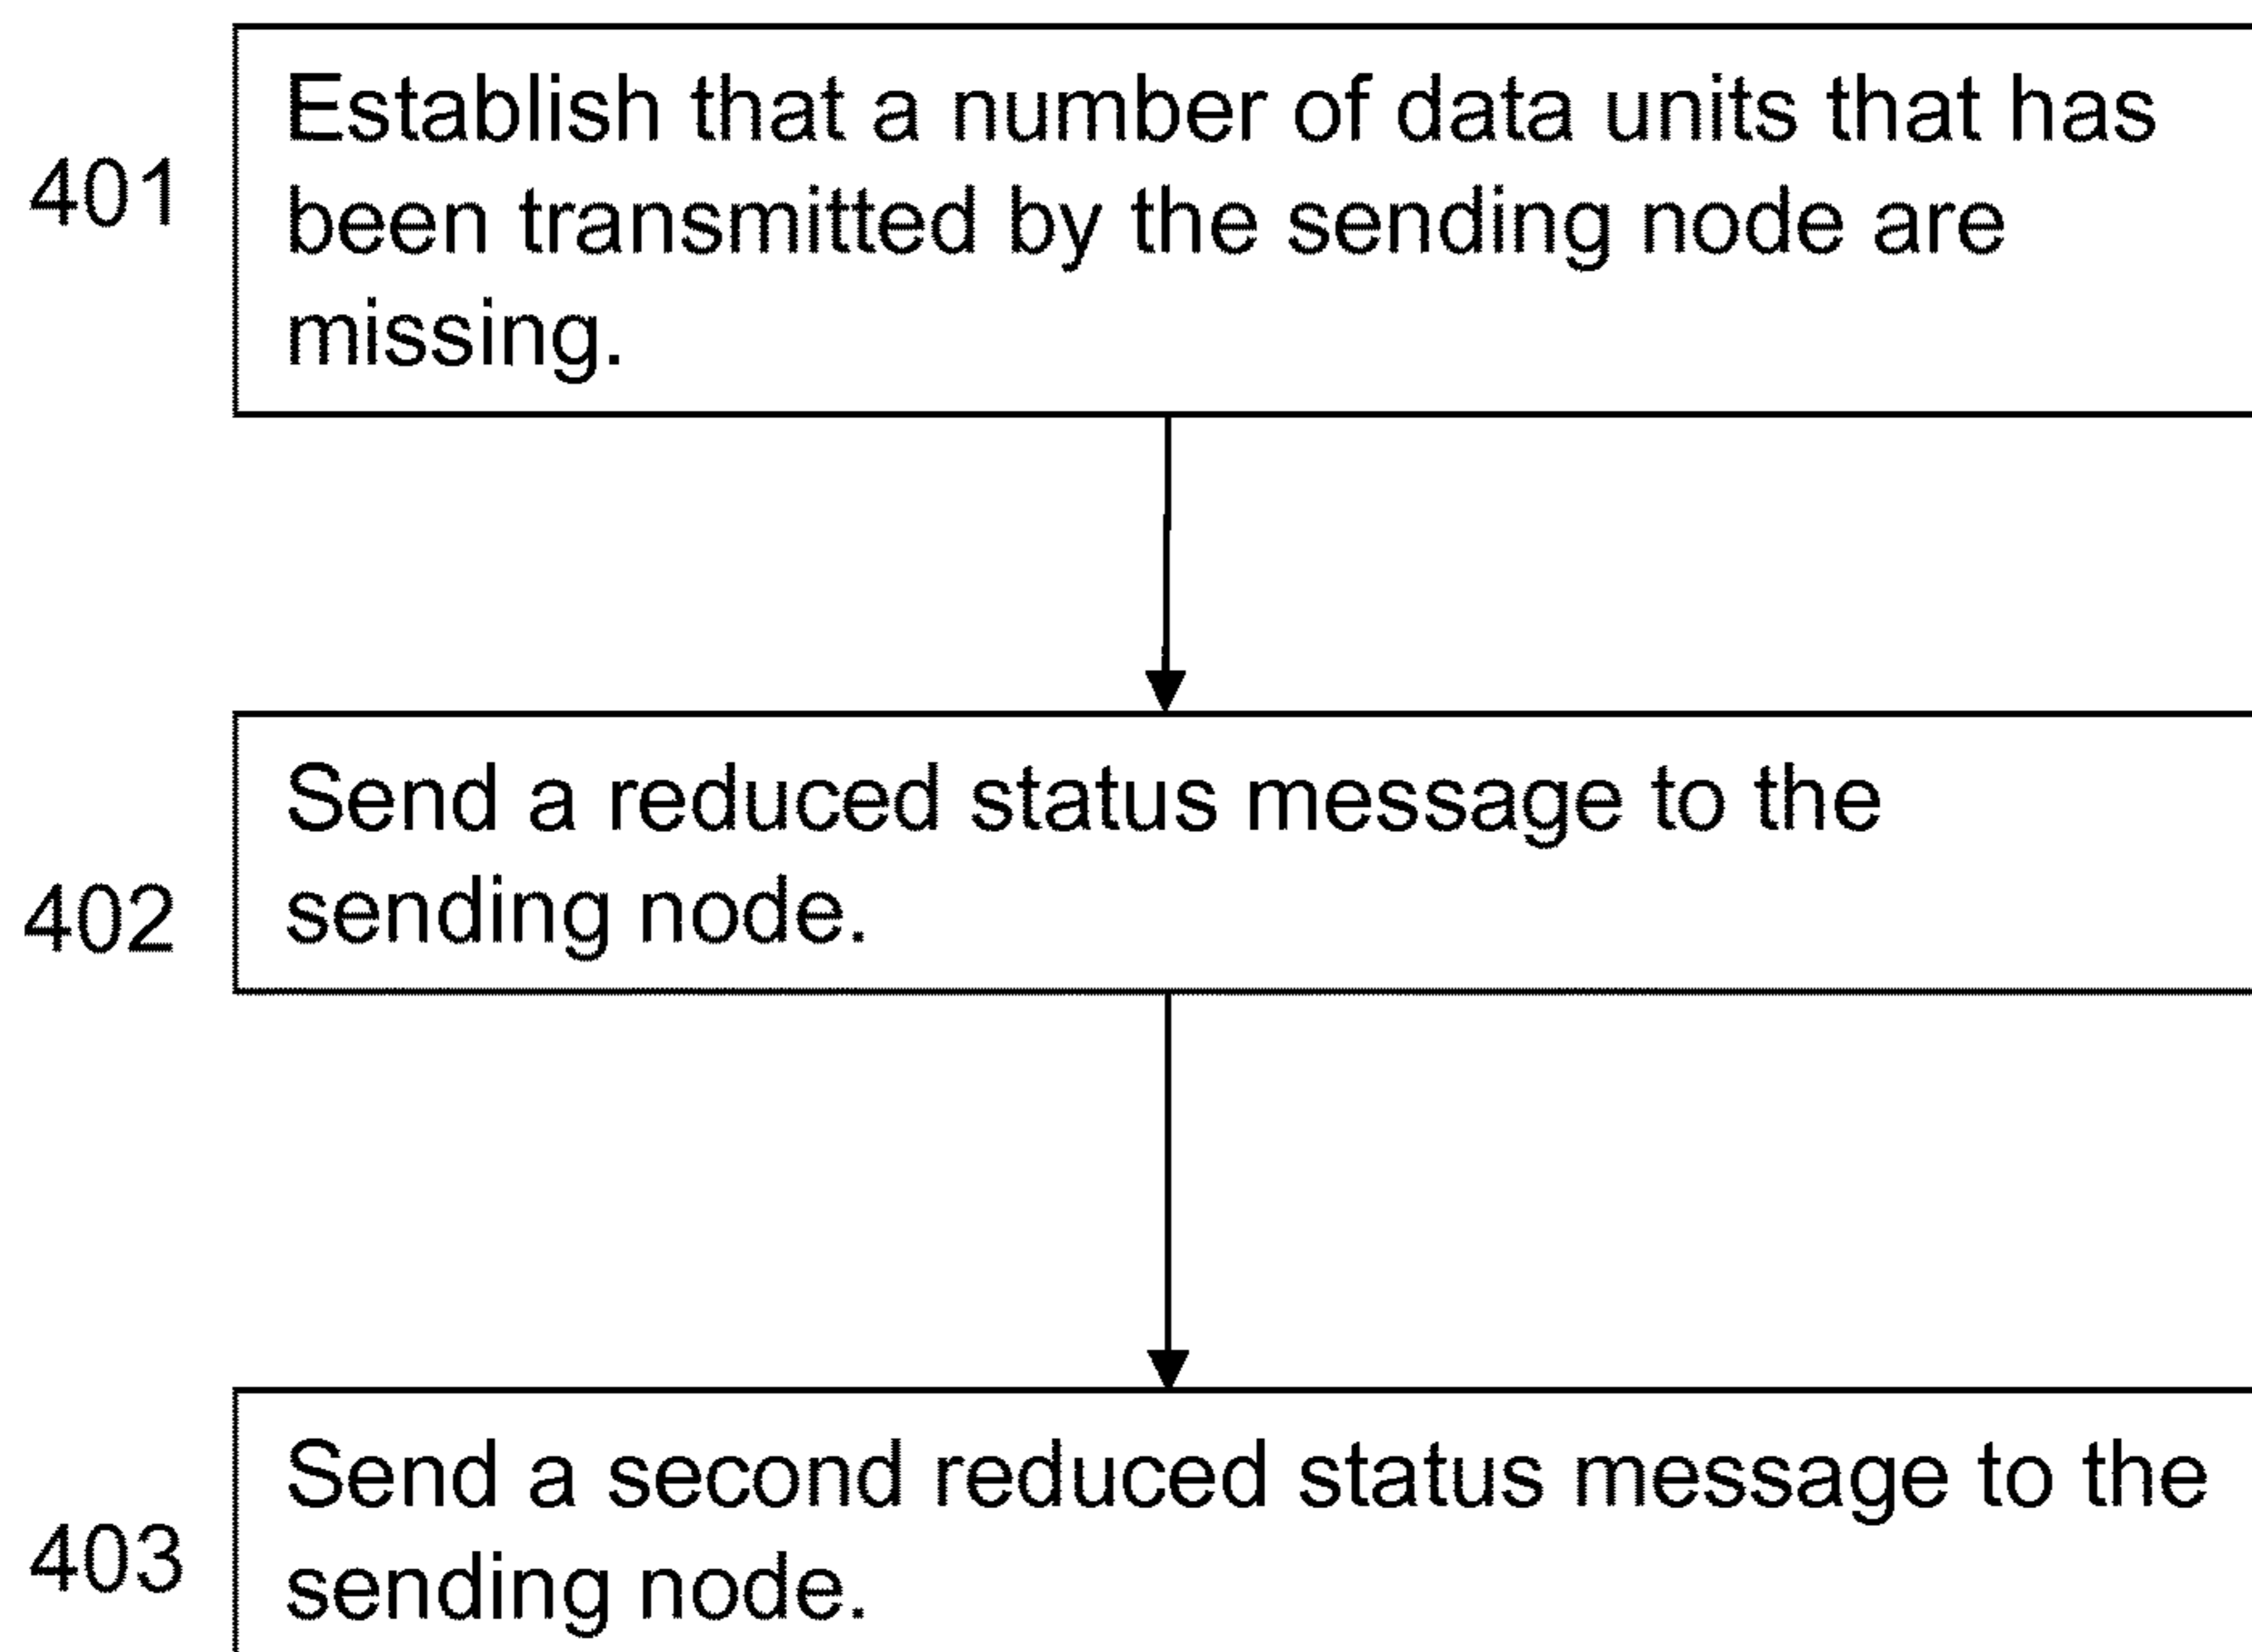 Establish that a number of data units that has
401
been transmitted by the sending node are
missing.
Send a reduced status message to the
402
sending node.
Send a second reduced status message to the
403
sending node.